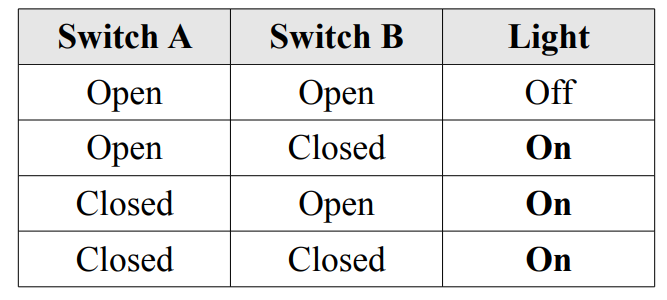 Switch A Switch B Light
Open Open Off
Open Closed On
Closed Open On
Closed Closed On